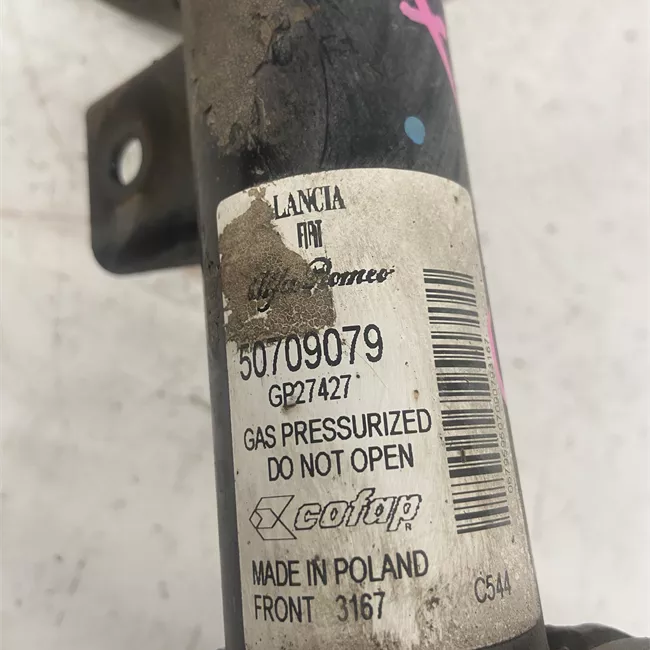 LANCIA
FIAT
Alfa Romeo
50709079
GP27427
GAS PRESSURIZED
DO NOT OPEN
cofap
R
MADE IN POLAND
FRONT 3167
C544